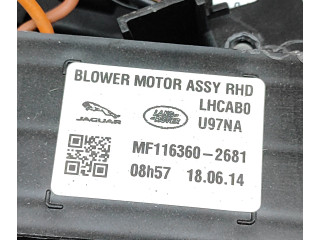 BLOWER MOTOR ASSY RHD
LHCAB0
U97NA
JAGUAR
LAND ROVER
MF116360-2681
08h57 18.06.14